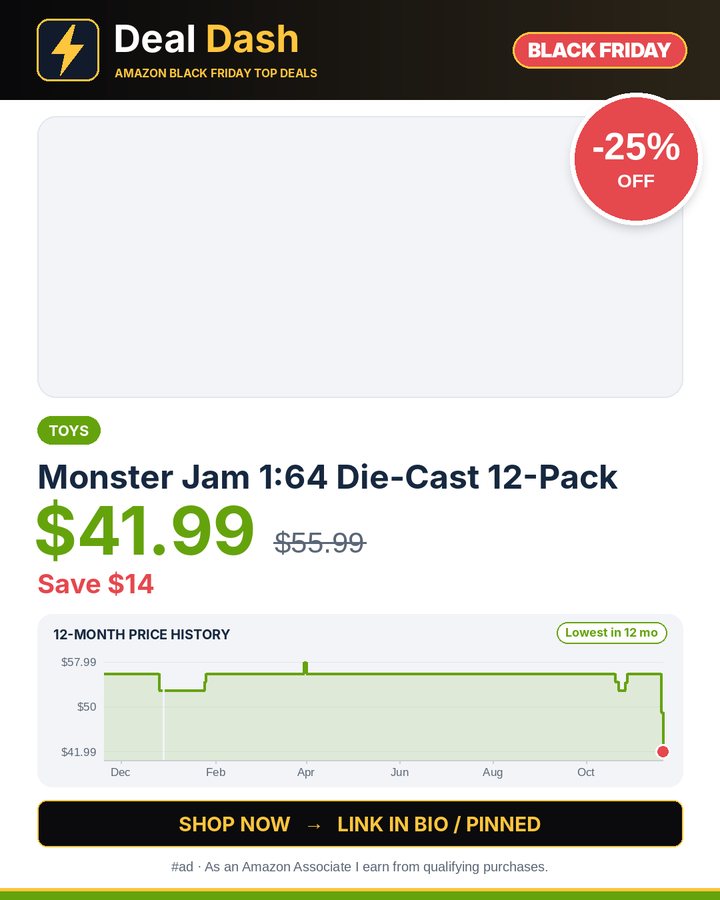 Deal Dash
AMAZON BLACK FRIDAY TOP DEALS
BLACK FRIDAY
-25%
OFF
TOYS
Monster Jam 1:64 Die-Cast 12-Pack
$41.99 $55.99
Save $14
12-MONTH PRICE HISTORY
Lowest in 12 mo
$57.99
$50
$41.99
Dec Feb Apr Jun Aug Oct
SHOP NOW → LINK IN BIO / PINNED
#ad · As an Amazon Associate I earn from qualifying purchases.